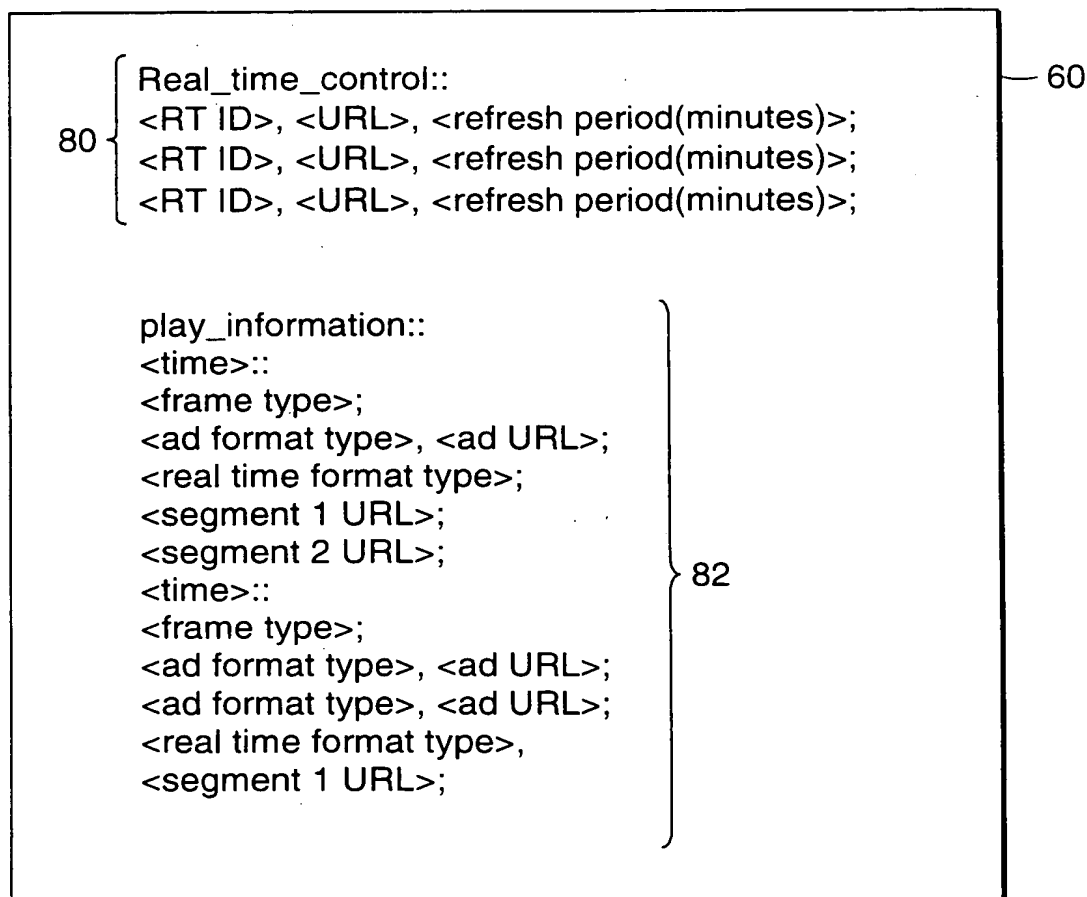 Real_time_control::
60
<RT ID>, <URL>, <refresh period(minutes)>;
80
<RT ID>, <URL>, <refresh period(minutes)>;
<RT ID>, <URL>, <refresh period(minutes)>;
play_information::
<time>::
<frame type>;
<ad format type>, <ad URL>;
<real time format type>;
<segment 1 URL>;
<segment 2 URL>;
<time>::
82
<frame type>;
<ad format type>, <ad URL>;
<ad format type>, <ad URL>;
<real time format type>,
<segment 1 URL>;